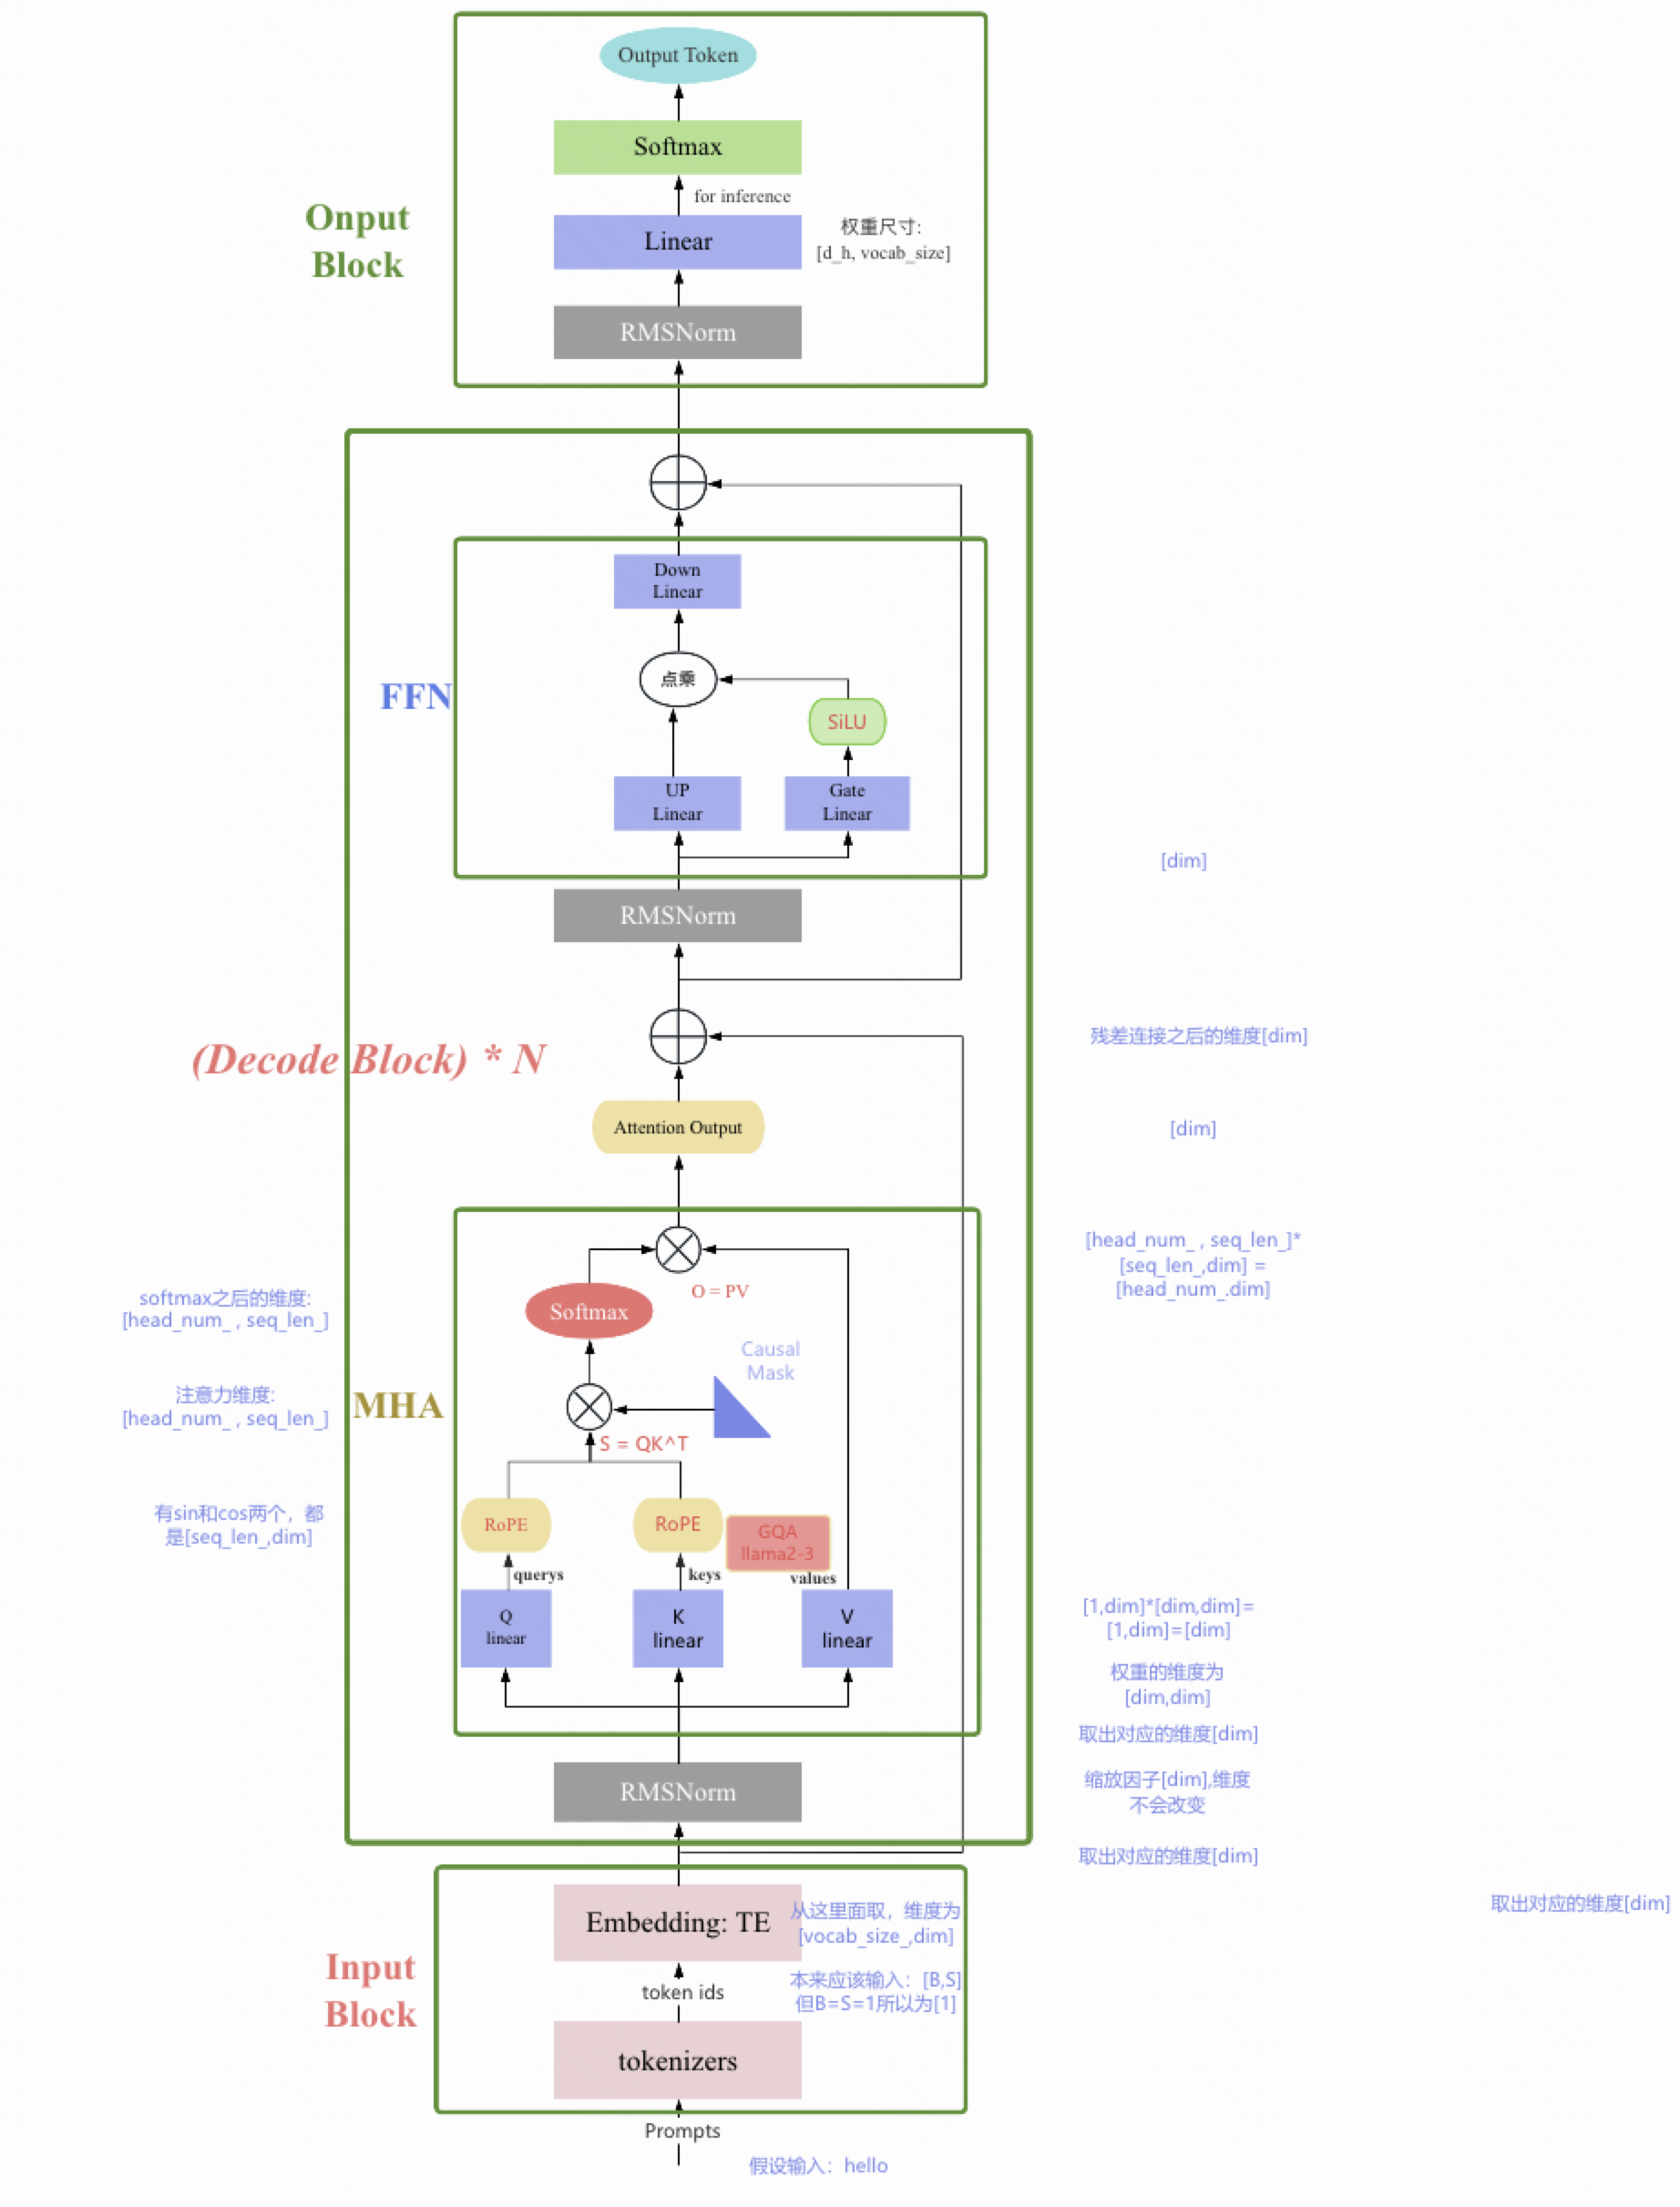 Output Token
Softmax
for inference
Onput
Block
Linear
权重尺寸:
[d_h, vocab_size]
RMSNorm
Down
Linear
点乘
FFN
SiLU
UP
Linear
Gate
Linear
[dim]
RMSNorm
残差连接之后的维度[dim]
(Decode Block) * N
Attention Output
[dim]
[head_num_ , seq_len_]*
[seq_len_,dim] =
[head_num_.dim]
O = PV
softmax之后的维度:
[head_num_ , seq_len_]
Softmax
Causal
Mask
注意力维度:
[head_num_ , seq_len_]
MHA
S = QK^T
有sin和cos两个，都
是[seq_len_,dim]
RoPE
RoPE
GQA
llama2-3
querys
keys
values
Q
linear
K
linear
V
linear
[1,dim]*[dim,dim]=
[1,dim]=[dim]
权重的维度为
[dim,dim]
取出对应的维度[dim]
RMSNorm
缩放因子[dim],维度
不会改变
取出对应的维度[dim]
取出对应的维度[dim]
Embedding: TE
从这里面取，维度为
[vocab_size_,dim]
Input
Block
token ids
本来应该输入：[B,S]
但B=S=1所以为[1]
tokenizers
Prompts
假设输入：hello